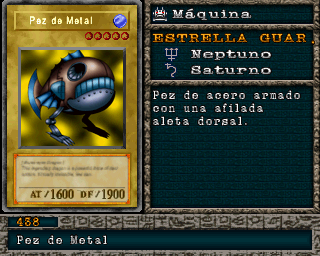 Pez de Metal
AT/1600 DF/1900
Máquina
ESTRELLA GUAR.
Neptuno
Saturno
Pez de acero armado
con una afilada
aleta dorsal.
438
Pez de Metal